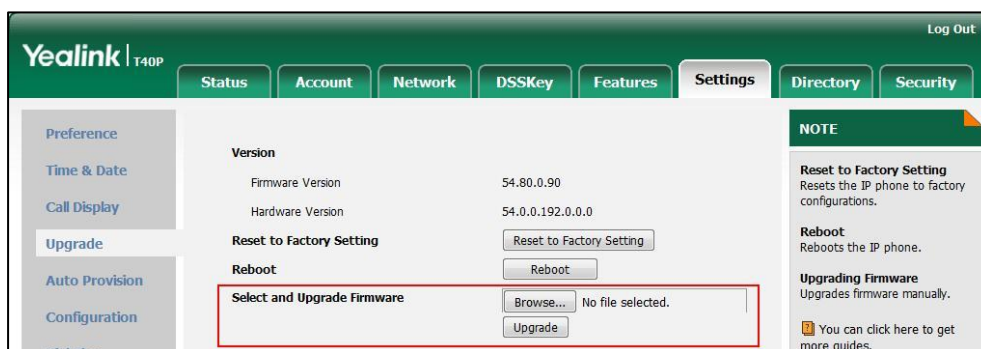 Log Out
Yealink | T40P
Status Account Network DSSKey Features Settings Directory Security
Preference
Time & Date
Call Display
Upgrade
Auto Provision
Configuration
Version
Firmware Version 54.80.0.90
Hardware Version 54.0.0.192.0.0.0
Reset to Factory Setting Reset to Factory Setting
Reboot Reboot
Select and Upgrade Firmware Browse... No file selected.
Upgrade
NOTE
Reset to Factory Setting
Resets the IP phone to factory
configurations.
Reboot
Reboots the IP phone.
Upgrading Firmware
Upgrades firmware manually.
You can click here to get
more guides.